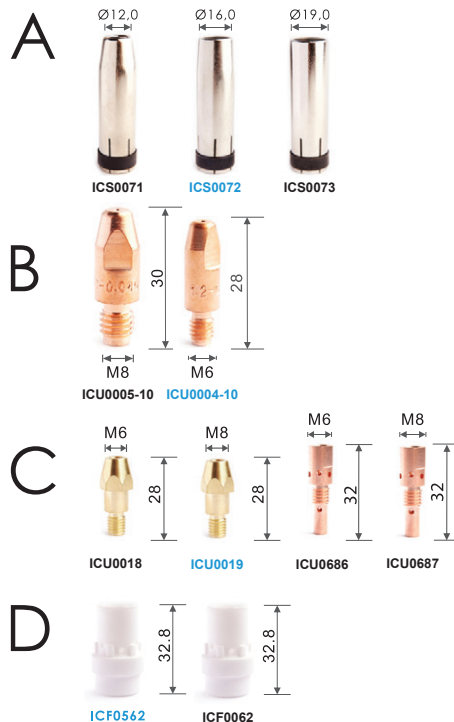 A
Ø12,0 Ø16,0 Ø19,0
ICS0071 ICS0072 ICS0073
B
30
28
M8 M6
ICU0005-10 ICU0004-10
C
M6 M8 M6 M8
28 28 32 32
ICU0018 ICU0019 ICU0686 ICU0687
D
32.8 32.8
ICF0562 ICF0062